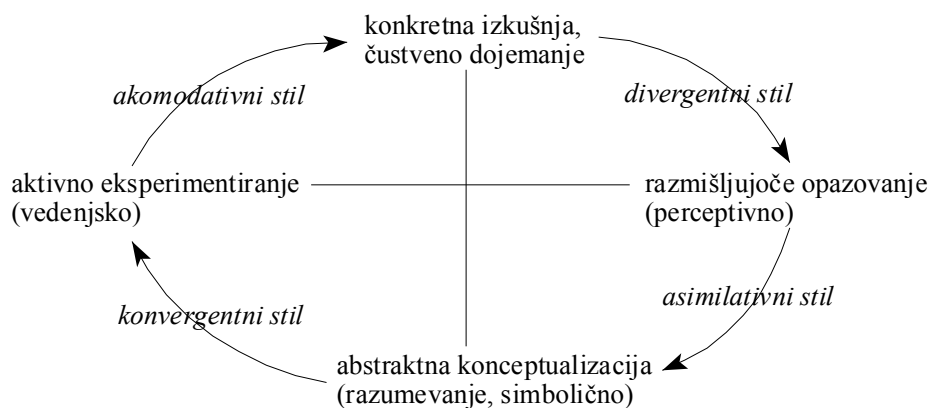 konkretna izkušnja,
čustveno dojemanje
akomodativni stil
divergentni stil
aktivno eksperimentiranje
(vedenjsko)
razmišljujoče opazovanje
(perceptivno)
konvergentni stil
asimilativni stil
abstraktna konceptualizacija
(razumevanje, simbolično)